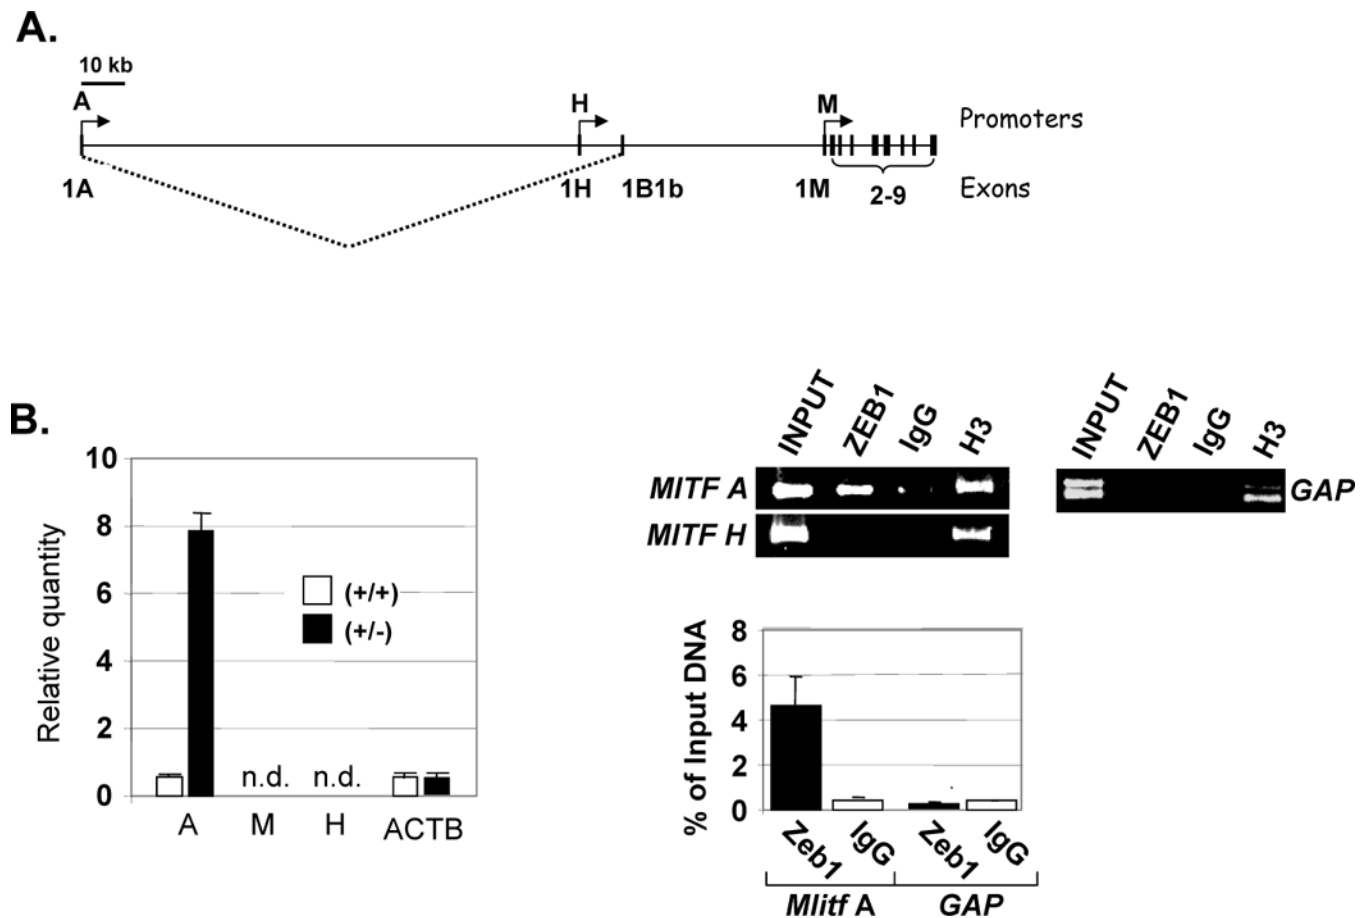 A.
10 kb
A H M Promoters
1A 1H 1B1b 1M 2-9 Exons
B.
10
8
6
4
2
0
Relative quantity
(+/+)
(+/-)
n.d. n.d.
A M H ACTB
INPUT ZEB1 IgG H3
MITF A
MITF H
INPUT ZEB1 IgG H3
GAP
8
6
4
2
0
% of Input DNA
Zeb1 IgG Zeb1 IgG
Mlitf A GAP